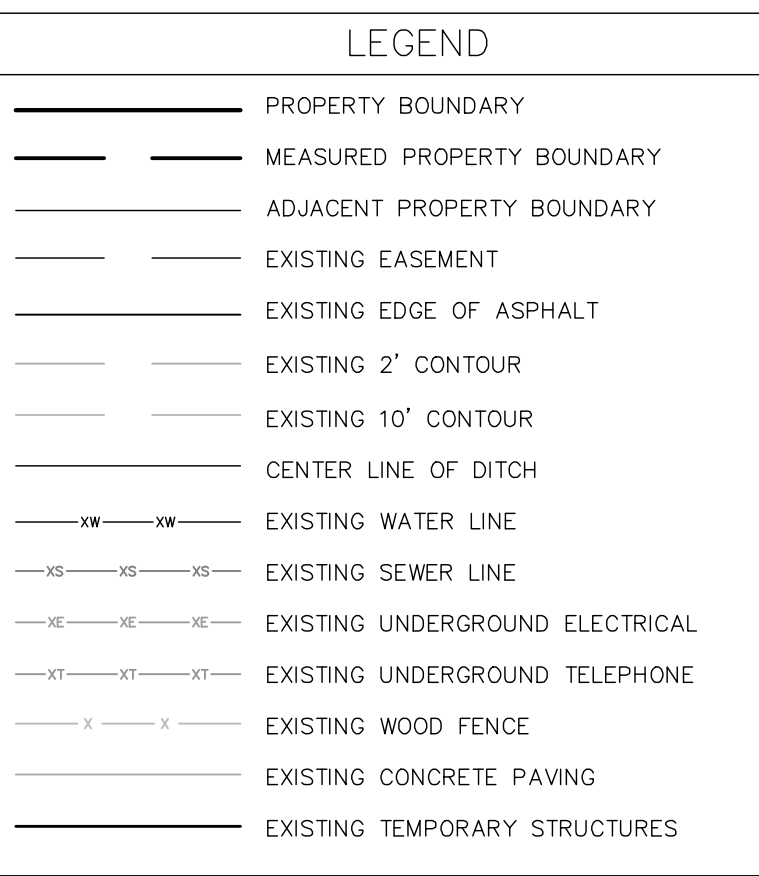 LEGEND
PROPERTY BOUNDARY
MEASURED PROPERTY BOUNDARY
ADJACENT PROPERTY BOUNDARY
EXISTING EASEMENT
EXISTING EDGE OF ASPHALT
EXISTING 2' CONTOUR
EXISTING 10' CONTOUR
CENTER LINE OF DITCH
XW XW EXISTING WATER LINE
XS XS XS EXISTING SEWER LINE
XE XE XE EXISTING UNDERGROUND ELECTRICAL
XT XT XT EXISTING UNDERGROUND TELEPHONE
X X EXISTING WOOD FENCE
EXISTING CONCRETE PAVING
EXISTING TEMPORARY STRUCTURES